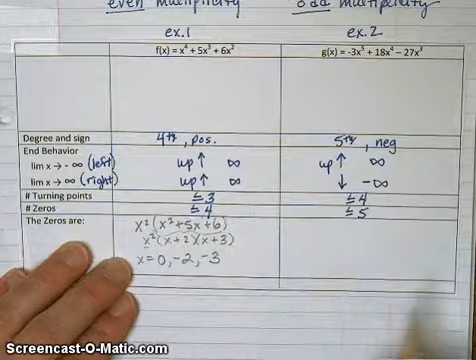 even multiplicity odd multiplicity
ex.1 ex.2
f(x) = x⁴ + 5x³ + 6x² g(x)= -3x⁵ + 18x⁴ – 27x³
Degree and sign 4th, pos. 5th, neg
End Behavior
lim x → - ∞ (left) up ↑ ∞ up ↑ ∞
lim x → ∞ (right) up ↑ ∞ ↓ -∞
# Turning points ≤ 3 ≤ 4
# Zeros ≤ 4 ≤ 5
The Zeros are: x²(x²+5x+6)
x²(x+2)(x+3)
x=0,-2,-3
Screencast-O-Matic.com